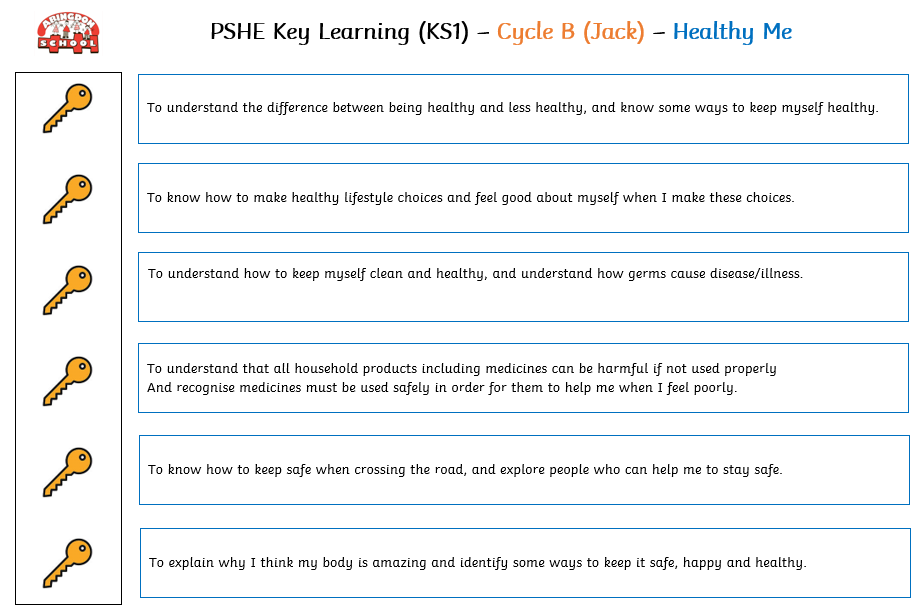 ABINGDON
SCHOOL
PSHE Key Learning (KS1) – Cycle B (Jack) – Healthy Me
To understand the difference between being healthy and less healthy, and know some ways to keep myself healthy.
To know how to make healthy lifestyle choices and feel good about myself when I make these choices.
To understand how to keep myself clean and healthy, and understand how germs cause disease/illness.
To understand that all household products including medicines can be harmful if not used properly
And recognise medicines must be used safely in order for them to help me when I feel poorly.
To know how to keep safe when crossing the road, and explore people who can help me to stay safe.
To explain why I think my body is amazing and identify some ways to keep it safe, happy and healthy.